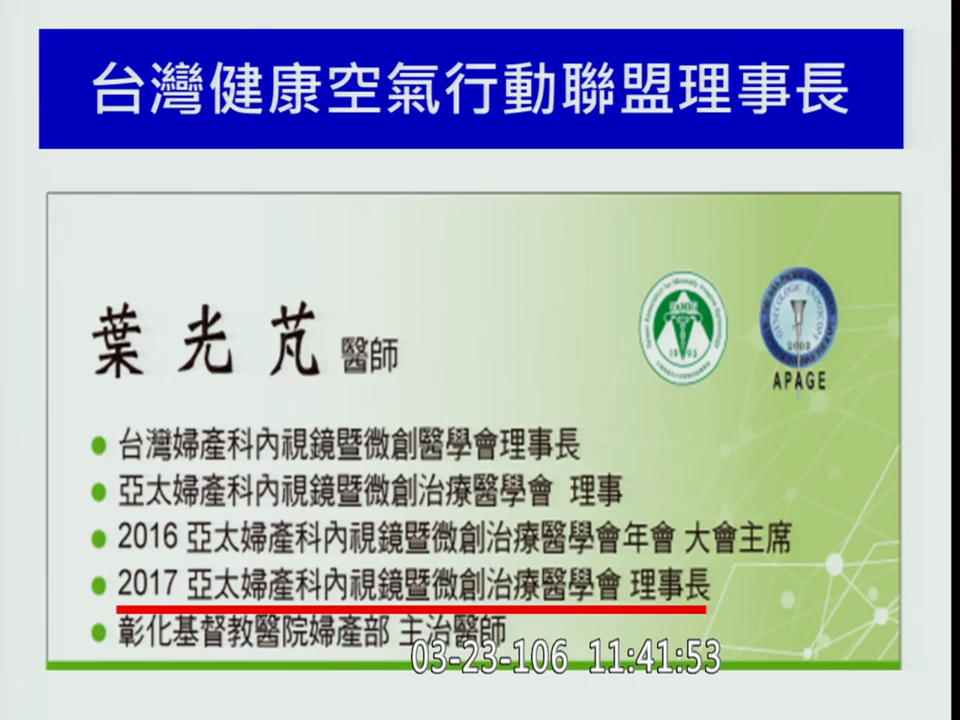 台灣健康空氣行動聯盟理事長
葉光芃 醫師
1993
2003
APAGE
台灣婦產科內視鏡暨微創醫學會理事長
亞太婦產科內視鏡暨微創治療醫學會 理事
2016 亞太婦產科內視鏡暨微創治療醫學會年會 大會主席
2017 亞太婦產科內視鏡暨微創治療醫學會 理事長
彰化基督教醫院婦產部 主治醫師
03-23-106 11:41:53